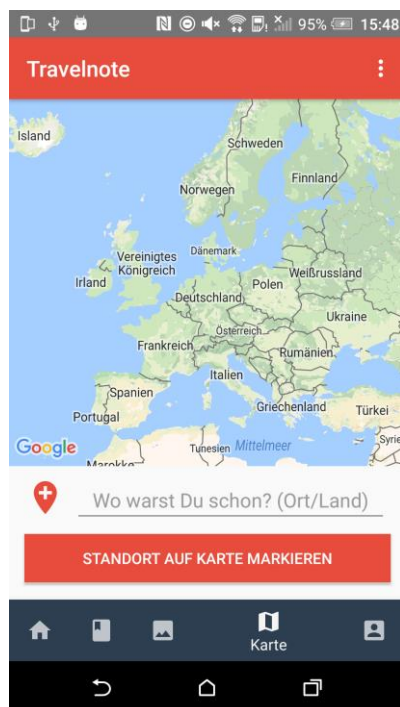 95% 15:48
Travelnote
Island
Schweden
Finnland
Norwegen
Vereinigtes
Königreich
Dänemark
Irland
Polen
Weißrussland
Deutschland
Ukraine
Österreich
Frankreich
Rumänien
Italien
Spanien
Portugal
Griechenland
Türkei
Google
Tunesien
Mittelmeer
Syrie
Marokko
Wo warst Du schon? (Ort/Land)
STANDORT AUF KARTE MARKIEREN
Karte